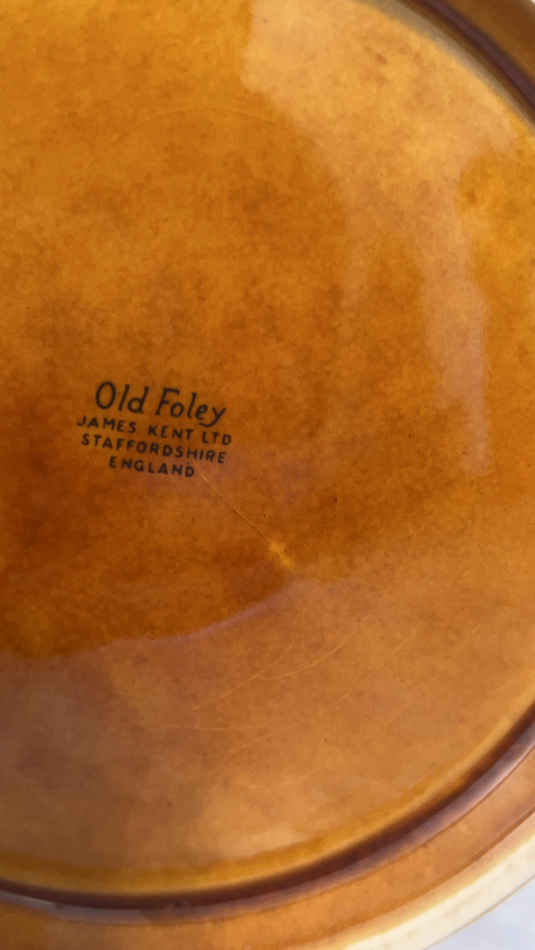 Old Foley
JAMES KENT LTD
STAFFORDSHIRE
ENGLAND